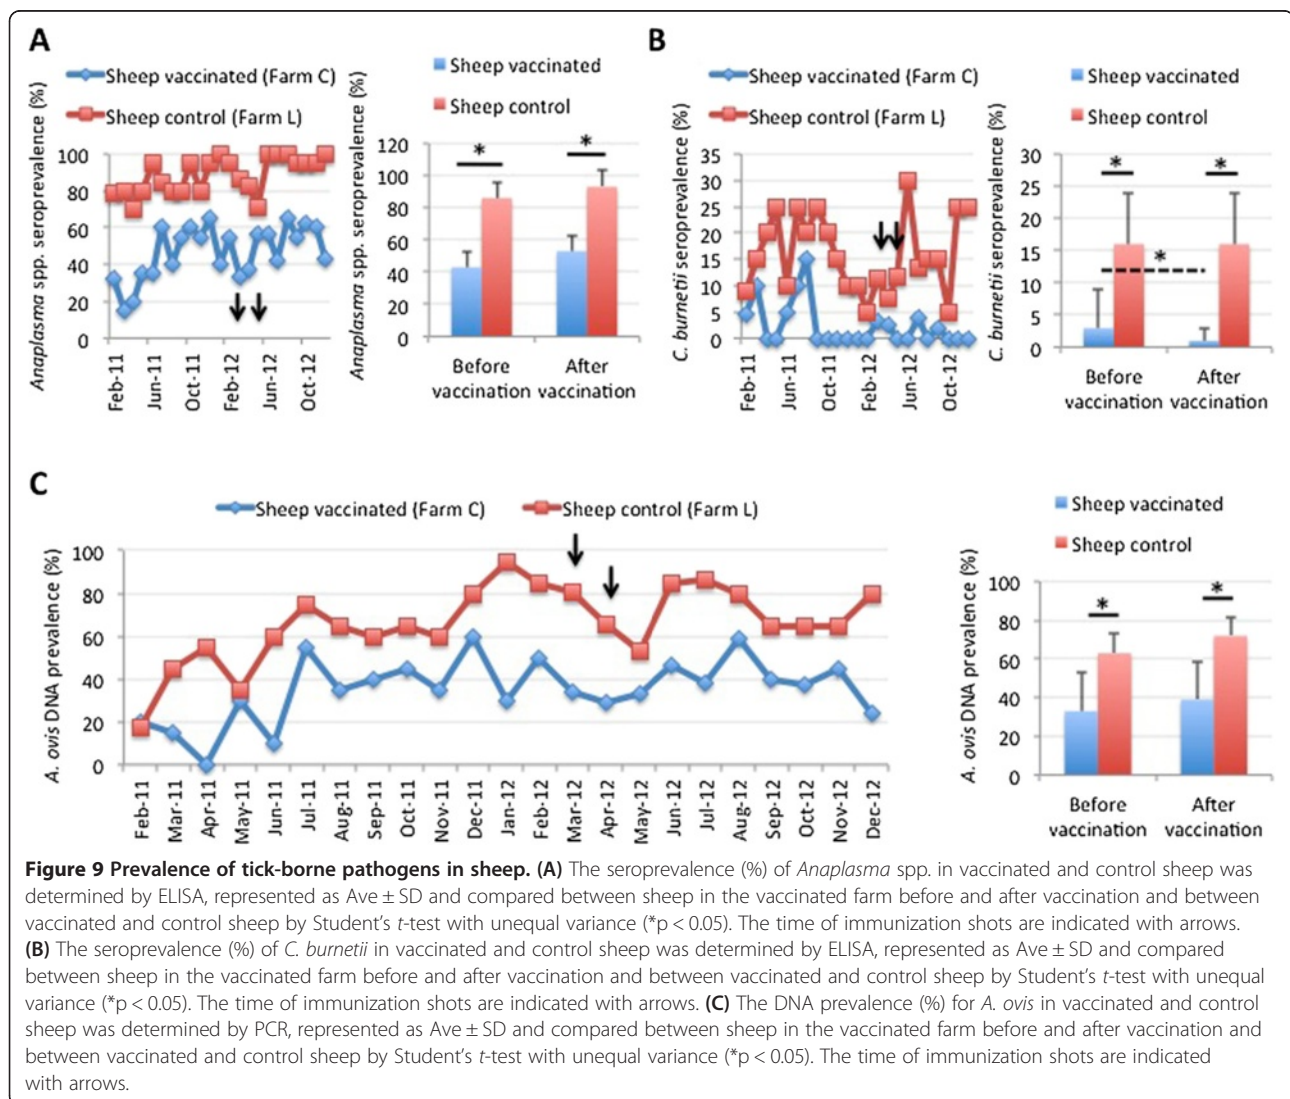 A
Sheep vaccinated (Farm C)
Sheep control (Farm L)
Anaplasma spp. seroprevalence (%)
100
80
60
40
20
0
Feb-11
Jun-11
Oct-11
Feb-12
Jun-12
Oct-12
Sheep vaccinated
Sheep control
Anaplasma spp. seroprevalence (%)
120
100
80
60
40
20
0
*
*
Before vaccination
After vaccination
B
Sheep vaccinated (Farm C)
Sheep control (Farm L)
C. burnetii seroprevalence (%)
35
30
25
20
15
10
5
0
Feb-11
Jun-11
Oct-11
Feb-12
Jun-12
Oct-12
Sheep vaccinated
Sheep control
C. burnetii seroprevalence (%)
30
25
20
15
10
5
0
*
*
*
Before vaccination
After vaccination
C
Sheep vaccinated (Farm C)
Sheep control (Farm L)
A. ovis DNA prevalence (%)
100
80
60
40
20
0
Feb-11
Mar-11
Apr-11
May-11
Jun-11
Jul-11
Aug-11
Sep-11
Oct-11
Nov-11
Dec-11
Jan-12
Feb-12
Mar-12
Apr-12
May-12
Jun-12
Jul-12
Aug-12
Sep-12
Oct-12
Nov-12
Dec-12
Sheep vaccinated
Sheep control
A. ovis DNA prevalence (%)
100
80
60
40
20
0
*
*
Before vaccination
After vaccination
Figure 9 Prevalence of tick-borne pathogens in sheep. (A) The seroprevalence (%) of Anaplasma spp. in vaccinated and control sheep was
determined by ELISA, represented as Ave ± SD and compared between sheep in the vaccinated farm before and after vaccination and between
vaccinated and control sheep by Student's t-test with unequal variance (*p < 0.05). The time of immunization shots are indicated with arrows.
(B) The seroprevalence (%) of C. burnetii in vaccinated and control sheep was determined by ELISA, represented as Ave ± SD and compared
between sheep in the vaccinated farm before and after vaccination and between vaccinated and control sheep by Student's t-test with unequal
variance (*p < 0.05). The time of immunization shots are indicated with arrows. (C) The DNA prevalence (%) for A. ovis in vaccinated and control
sheep was determined by PCR, represented as Ave ± SD and compared between sheep in the vaccinated farm before and after vaccination and
between vaccinated and control sheep by Student's t-test with unequal variance (*p < 0.05). The time of immunization shots are indicated
with arrows.